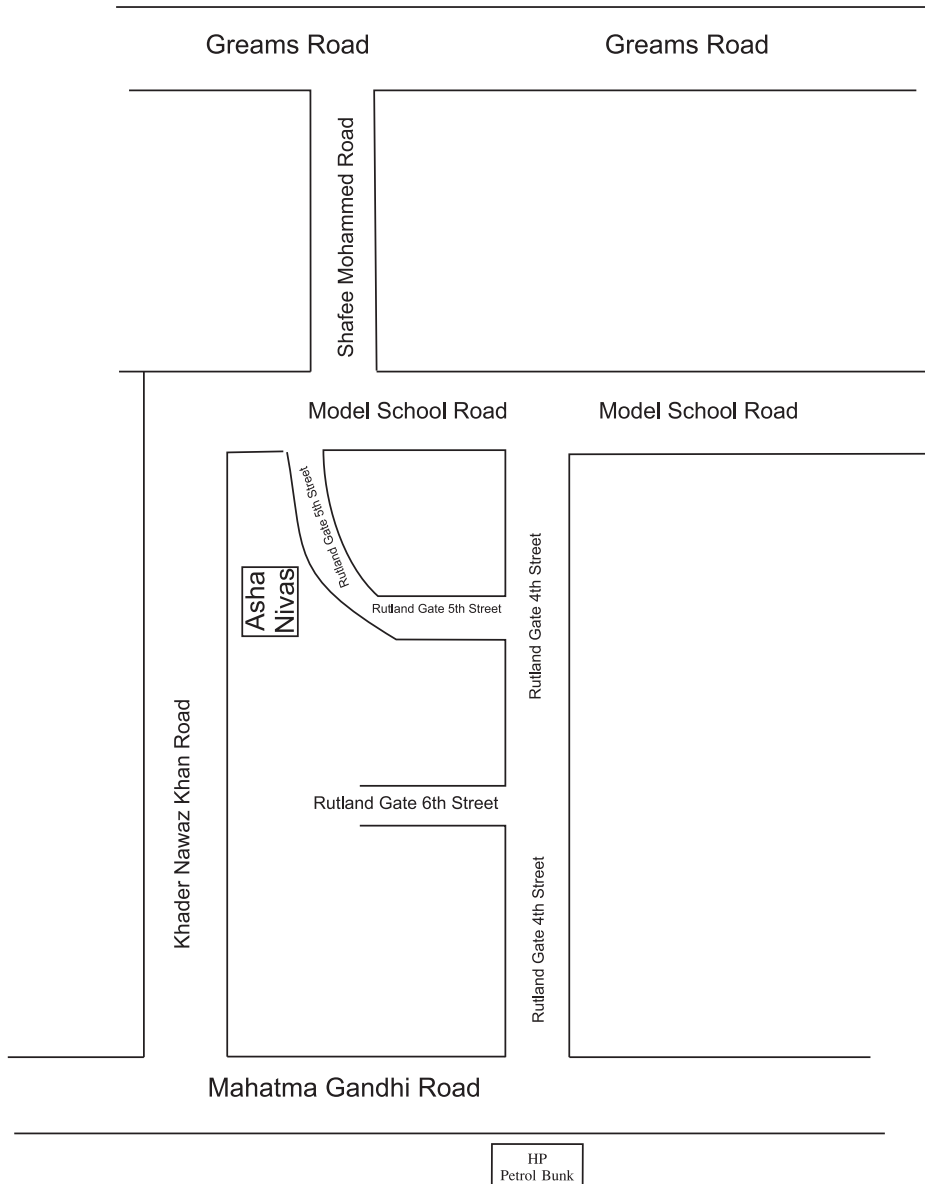 Greams Road
Greams Road
Shafee Mohammed Road
Model School Road
Model School Road
Rutland Gate 5th Street
Rutland Gate 5th Street
Rutland Gate 4th Street
Asha
Nivas
Khader Nawaz Khan Road
Rutland Gate 6th Street
Rutland Gate 4th Street
Mahatma Gandhi Road
HP
Petrol Bunk